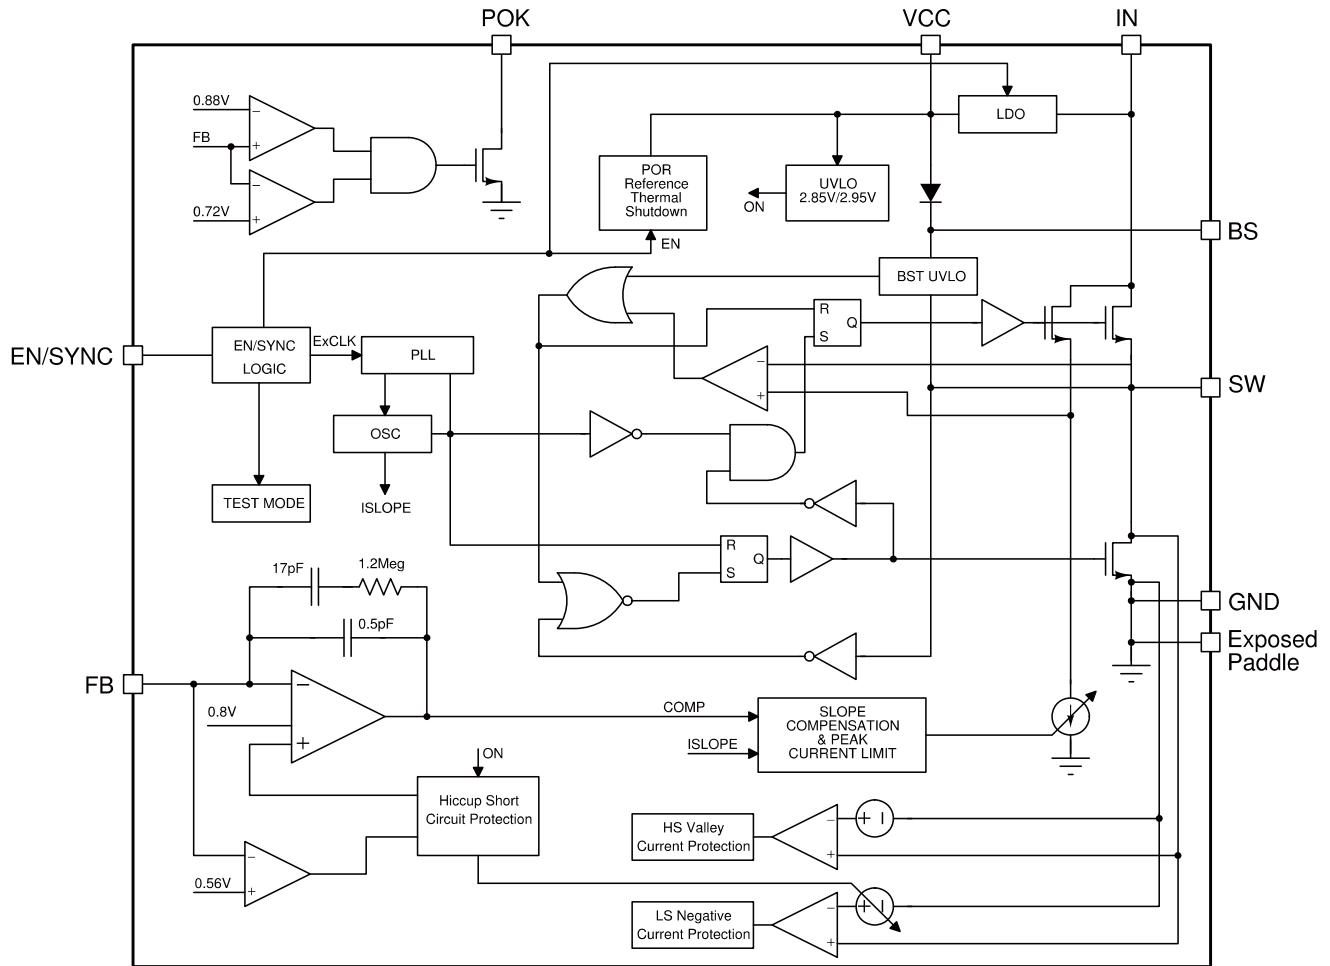 POK
VCC
IN
0.88V
FB
0.72V
LDO
POR
Reference
Thermal
Shutdown
UVLO
2.85V/2.95V
ON
EN
BS
BST UVLO
R
S
Q
EN/SYNC
EN/SYNC
LOGIC
ExCLK
PLL
OSC
ISLOPE
TEST MODE
SW
R
S
Q
17pF
1.2Meg
0.5pF
GND
Exposed
Paddle
FB
0.8V
COMP
ISLOPE
SLOPE
COMPENSATION
& PEAK
CURRENT LIMIT
ON
Hiccup Short
Circuit Protection
0.56V
HS Valley
Current Protection
LS Negative
Current Protection